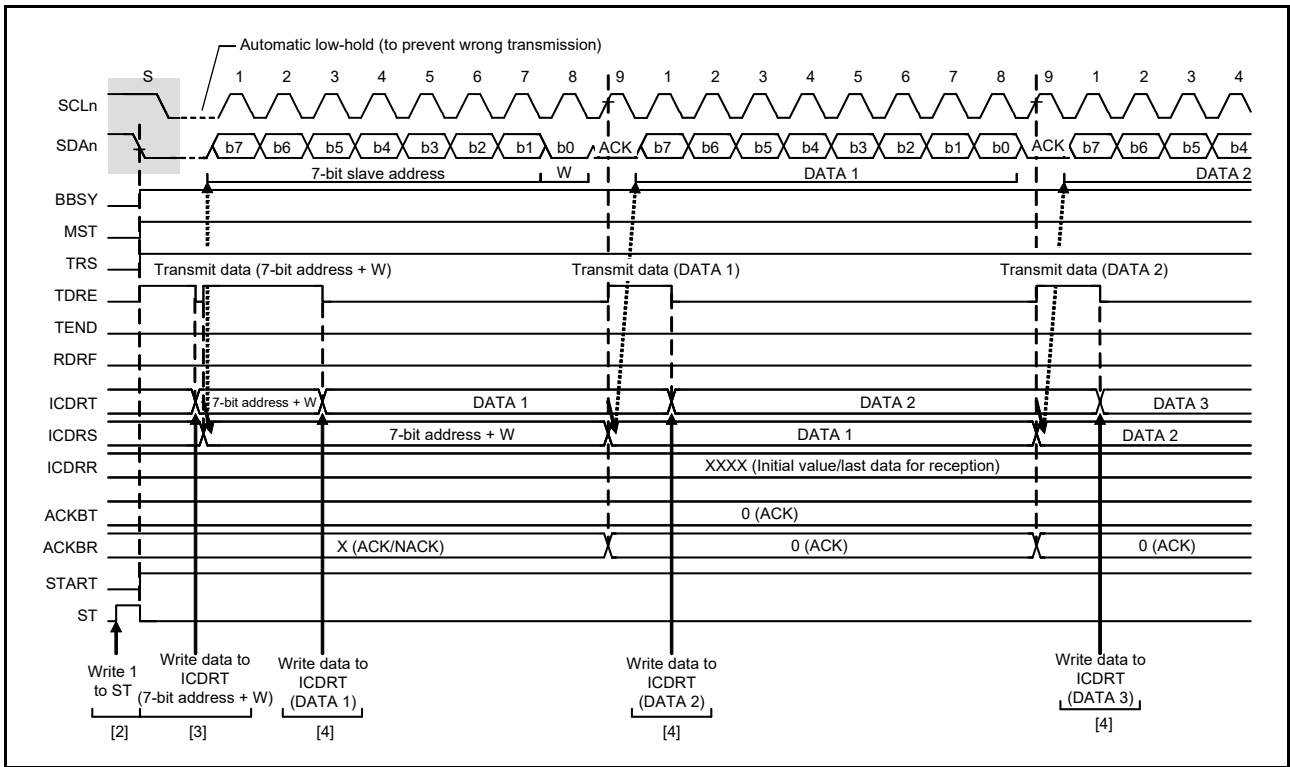 Automatic low-hold (to prevent wrong transmission)
S 1 2 3 4 5 6 7 8 9 1 2 3 4 5 6 7 8 9 1 2 3 4
SCLn
SDAn b7 b6 b5 b4 b3 b2 b1 b0 ACK b7 b6 b5 b4 b3 b2 b1 b0 ACK b7 b6 b5 b4
7-bit slave address W DATA 1 DATA 2
BBSY
MST
TRS
Transmit data (7-bit address + W) Transmit data (DATA 1) Transmit data (DATA 2)
TDRE
TEND
RDRF
ICDRT 7-bit address + W DATA 1 DATA 2 DATA 3
ICDRS 7-bit address + W DATA 1 DATA 2
ICDRR XXXX (Initial value/last data for reception)
ACKBT 0 (ACK)
ACKBR X (ACK/NACK) 0 (ACK) 0 (ACK)
START
ST
Write 1
to ST
[2]
Write data to
ICDRT
(7-bit address + W)
[3]
Write data to
ICDRT
(DATA 1)
[4]
Write data to
ICDRT
(DATA 2)
[4]
Write data to
ICDRT
(DATA 3)
[4]